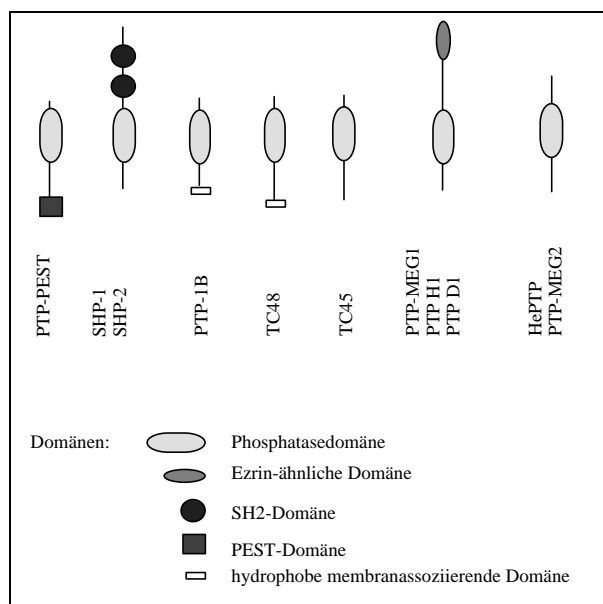 PTP-PEST
SHP-1
SHP-2
PTP-1B
TC48
TC45
PTP-MEG1
PTP H1
PTP D1
HePTP
PTP-MEG2
Domänen:
Phosphatasedomäne
Ezrin-ähnliche Domäne
SH2-Domäne
PEST-Domäne
hydrophobe membranassoziierende Domäne